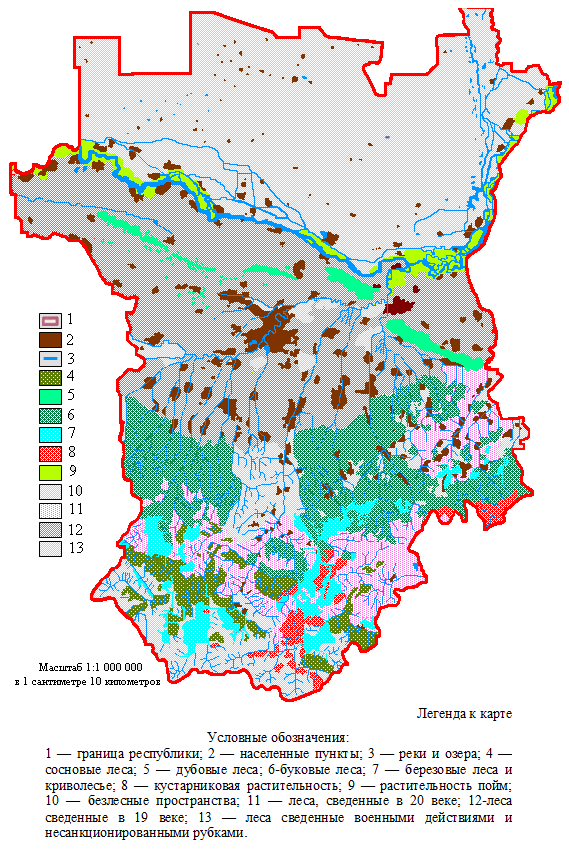 1
2
3
4
5
6
7
8
9
10
11
12
13
Масштаб 1:1 000 000
в 1 сантиметре 10 километров
Легенда к карте
Условные обозначения:
1 — граница республики; 2 — населенные пункты; 3 — реки и озера; 4 —
сосновые леса; 5 — дубовые леса; 6-буковые леса; 7 — березовые леса и
криволесье; 8 — кустарниковая растительность; 9 — растительность пойм;
10 — безлесные пространства; 11 — леса, сведенные в 20 веке; 12-леса
сведенные в 19 веке; 13 — леса сведенные военными действиями и
несанкционированными рубками.